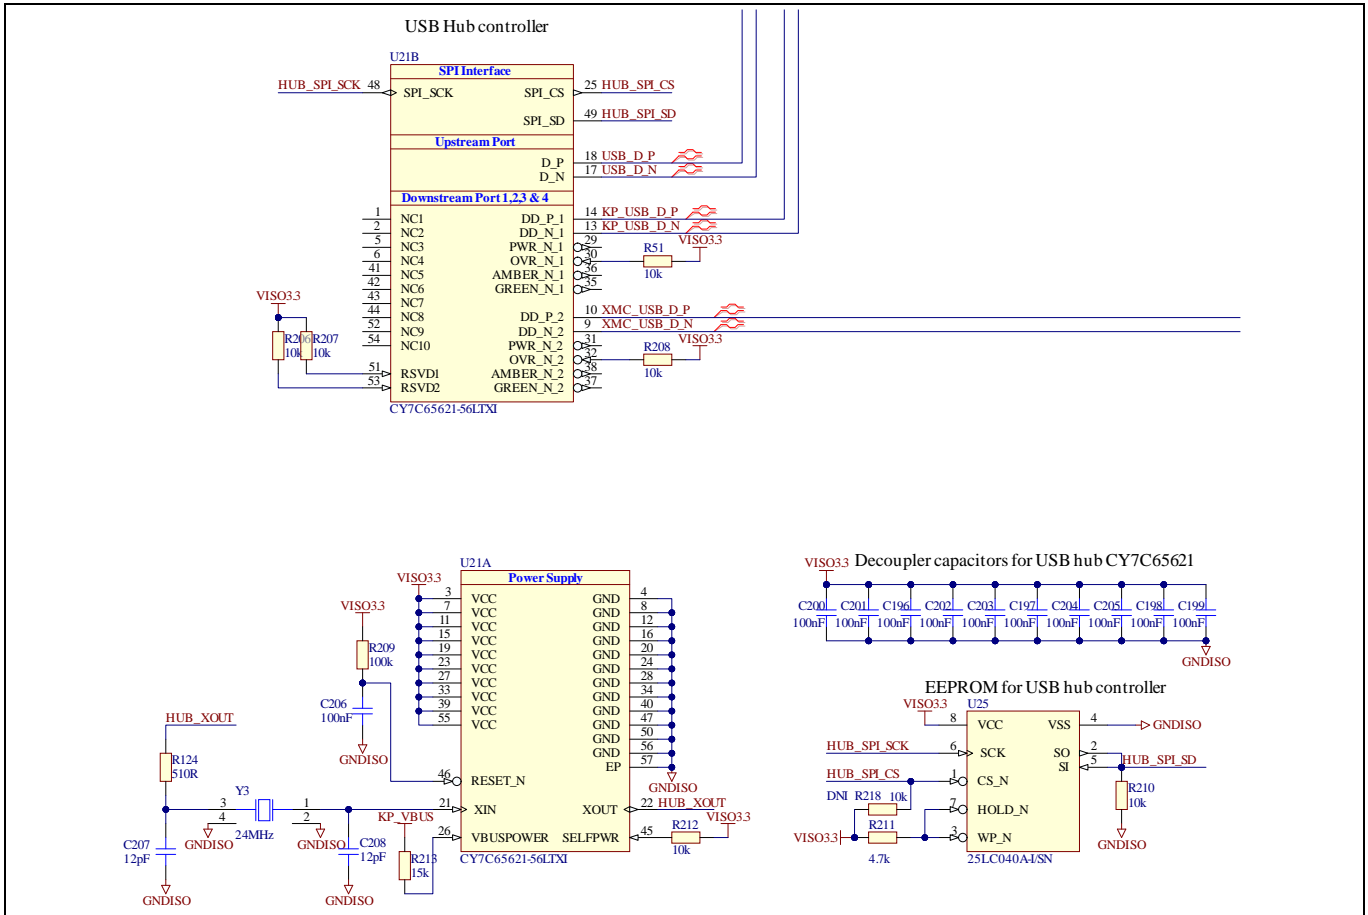 USB Hub controller
U21B
SPI Interface
HUB_SPI_SCK 48 SPI_SCK SPI_CS 25 HUB_SPI_CS
SPI_SD 49 HUB_SPI_SD
Upstream Port
D_P 18 USB_D_P
D_N 17 USB_D_N
Downstream Port 1,2,3 & 4
1 NC1 DD_P_1 14 KP_USB_D_P
2 NC2 DD_N_1 13 KP_USB_D_N
5 NC3 PWR_N_1 29 VISO3.3
6 NC4 OVR_N_1 30 R51 10k
41 NC5 AMBER_N_1 36
42 NC6 GREEN_N_1 35
43 NC7
44 NC8 DD_P_2 10 XMC_USB_D_P
52 NC9 DD_N_2 9 XMC_USB_D_N
54 NC10 PWR_N_2 31 VISO3.3
OVR_N_2 32 R208 10k
VISO3.3
R206 R207
10k 10k
51 RSVD1 AMBER_N_2 38
53 RSVD2 GREEN_N_2 37
CY7C65621-56LTXI
U21A
Power Supply
VISO3.3
3 VCC GND 4
7 VCC GND 8
11 VCC GND 12
15 VCC GND 16
19 VCC GND 20
23 VCC GND 24
27 VCC GND 28
33 VCC GND 34
39 VCC GND 40
55 VCC GND 47
GND 50
GND 56
EP 57
GNDISO
VISO3.3
R209
100k
C206
100nF
GNDISO
46 RESET_N
21 XIN XOUT 22 HUB_XOUT
26 VBUSPOWER SELFPWR 45 R212 10k VISO3.3
CY7C65621-56LTXI
HUB_XOUT
R124
510R
Y3
3 1
4 2
24MHz
GNDISO GNDISO
C207
12pF
GNDISO
C208
12pF
GNDISO
KP_VBUS
R213
15k
Decoupler capacitors for USB hub CY7C65621
VISO3.3
C200 C201 C196 C202 C203 C197 C204 C205 C198 C199
100nF 100nF 100nF 100nF 100nF 100nF 100nF 100nF 100nF 100nF
GNDISO
EEPROM for USB hub controller
VISO3.3 U25
8 VCC VSS 4 GNDISO
HUB_SPI_SCK 6 SCK SO 2
SI 5 HUB_SPI_SD
HUB_SPI_CS 1 CS_N
DNI R218 10k 7 HOLD_N
R210
10k
GNDISO
VISO3.3 R211 3 WP_N
4.7k
25LC040A-I/SN